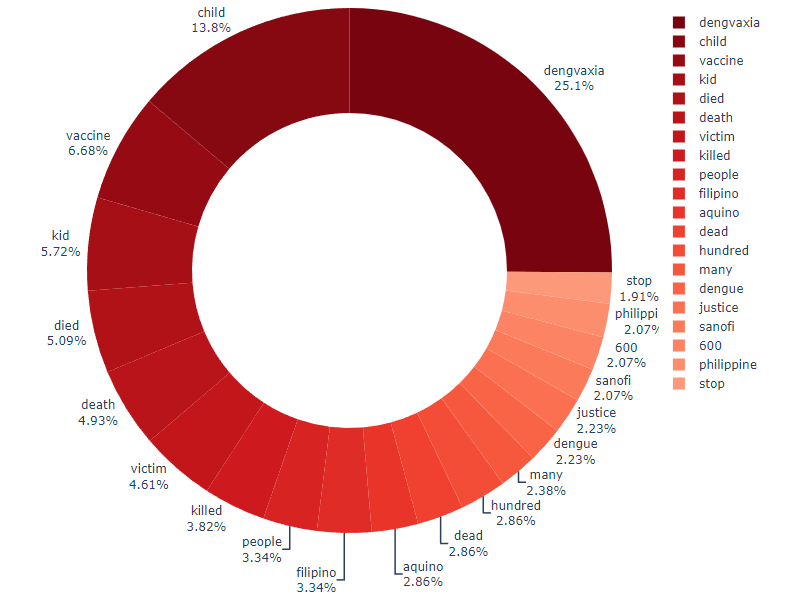 child
13.8%
dengvaxia
25.1%
vaccine
6.68%
kid
5.72%
died
5.09%
death
4.93%
victim
4.61%
killed
3.82%
people
3.34%
filipino
3.34%
aquino
2.86%
dead
2.86%
hundred
2.86%
many
2.38%
dengue
2.23%
justice
2.23%
sanofi
2.07%
600
2.07%
philippi
2.07%
stop
1.91%
dengvaxia
child
vaccine
kid
died
death
victim
killed
people
filipino
aquino
dead
hundred
many
dengue
justice
sanofi
600
philippine
stop